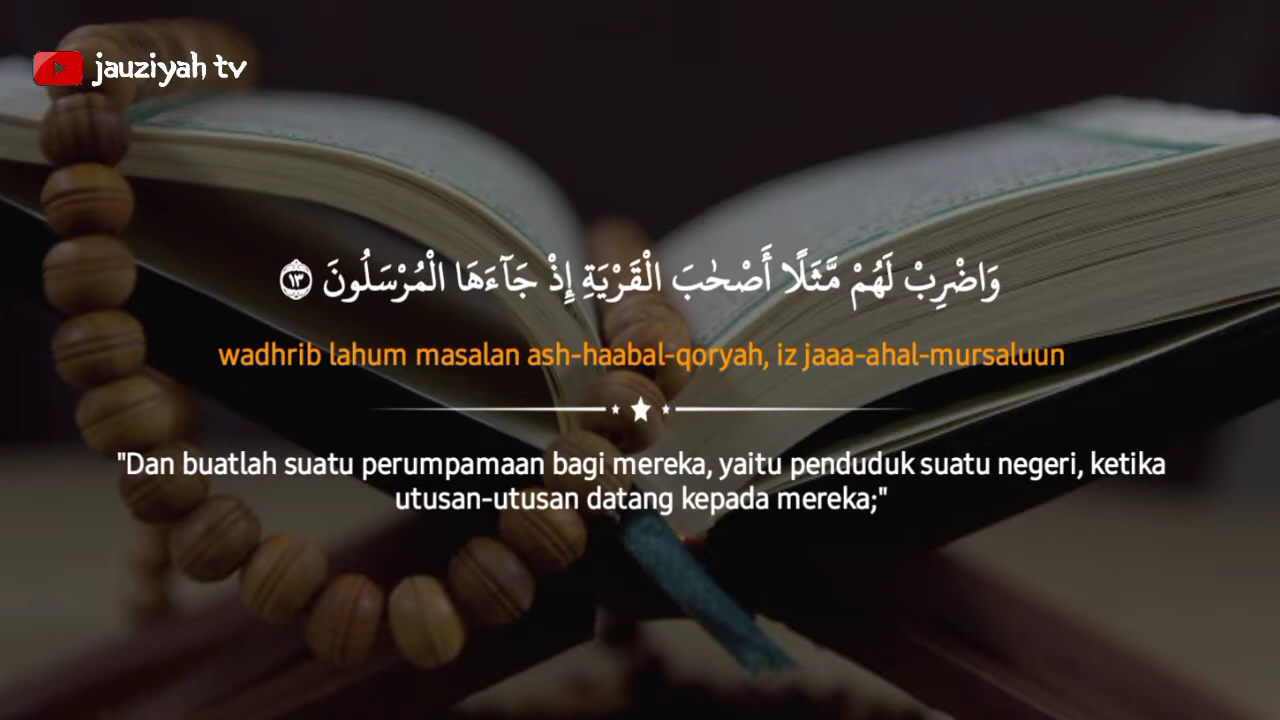 jauziyah tv
وَاضْرِبْ لَهُمْ مَّثَلًا أَصْحٰبَ الْقَرْيَةِ إِذْ جَآءَهَا الْمُرْسَلُونَ ١٣
wadhrib lahum masalan ash-haabal-qoryah, iz jaaa-ahal-mursaluun
"Dan buatlah suatu perumpamaan bagi mereka, yaitu penduduk suatu negeri, ketika
utusan-utusan datang kepada mereka;"